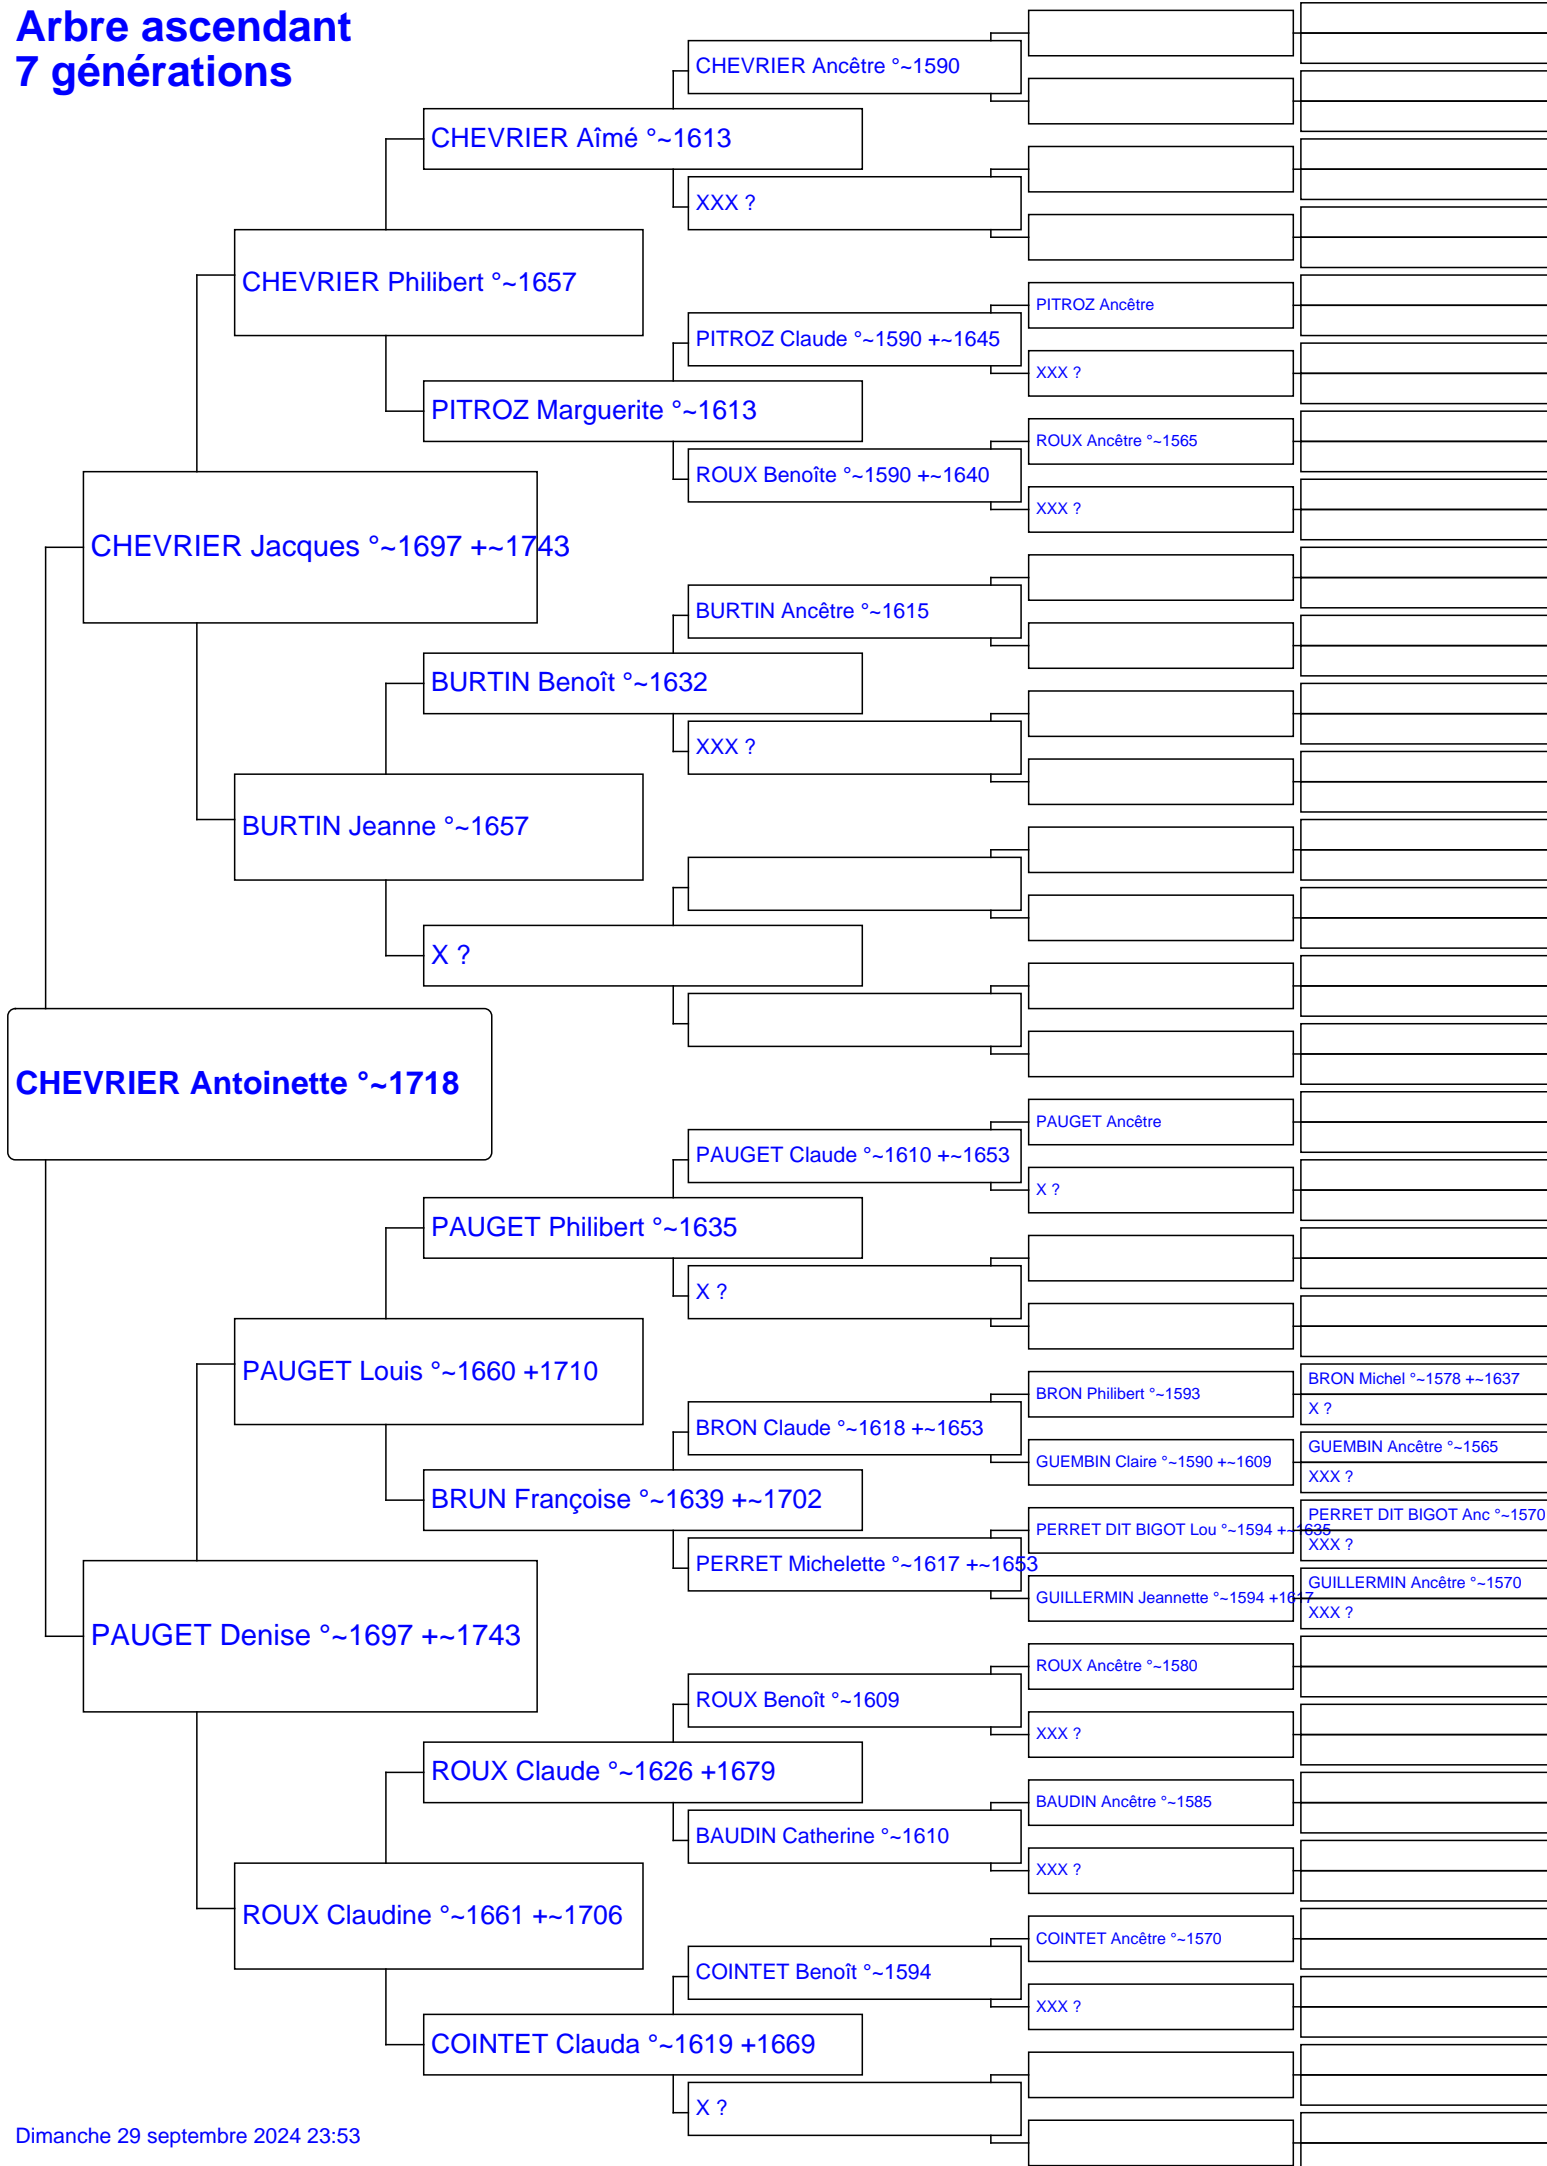 Arbre ascendant
7 générations
CHEVRIER Ancêtre °~1590
CHEVRIER Aîmé °~1613
XXX ?
CHEVRIER Philibert °~1657
PITROZ Ancêtre
PITROZ Claude °~1590 +~1645
XXX ?
PITROZ Marguerite °~1613
ROUX Ancêtre °~1565
ROUX Benoîte °~1590 +~1640
XXX ?
CHEVRIER Jacques °~1697 +~1743
BURTIN Ancêtre °~1615
BURTIN Benoît °~1632
XXX ?
BURTIN Jeanne °~1657
X ?
CHEVRIER Antoinette °~1718
PAUGET Ancêtre
PAUGET Claude °~1610 +~1653
X ?
PAUGET Philibert °~1635
X ?
PAUGET Louis °~1660 +1710
BRON Michel °~1578 +~1637
BRON Philibert °~1593
X ?
BRON Claude °~1618 +~1653
GUEMBIN Ancêtre °~1565
GUEMBIN Claire °~1590 +~1609
XXX ?
BRUN Françoise °~1639 +~1702
PERRET DIT BIGOT Anc °~1570
PERRET DIT BIGOT Lou °~1594 +~1635
XXX ?
PERRET Michelette °~1617 +~1653
GUILLERMIN Ancêtre °~1570
GUILLERMIN Jeannette °~1594 +1617
XXX ?
PAUGET Denise °~1697 +~1743
ROUX Ancêtre °~1580
ROUX Benoît °~1609
XXX ?
ROUX Claude °~1626 +1679
BAUDIN Ancêtre °~1585
BAUDIN Catherine °~1610
XXX ?
ROUX Claudine °~1661 +~1706
COINTET Ancêtre °~1570
COINTET Benoît °~1594
XXX ?
COINTET Clauda °~1619 +1669
X ?
Dimanche 29 septembre 2024 23:53